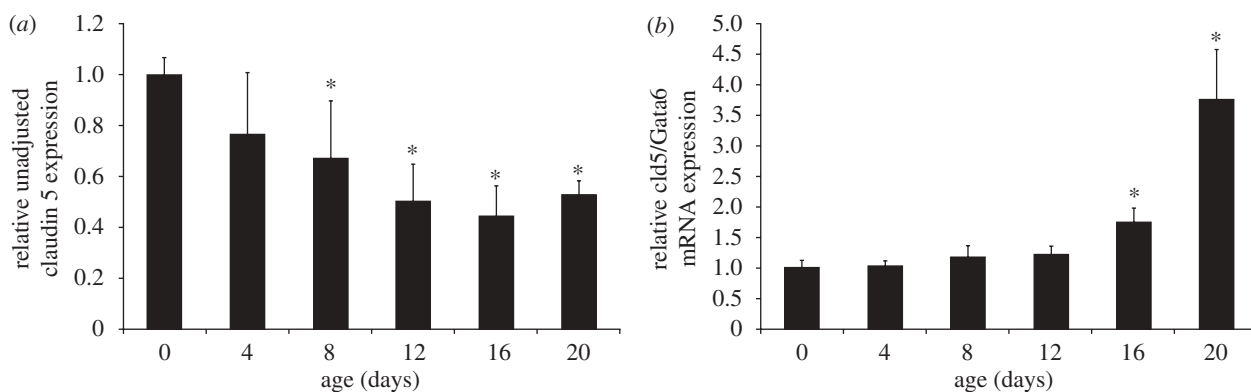 (a)
1.2
1.0
0.8
0.6
0.4
0.2
0
relative unadjusted
claudin 5 expression
* * * *
0 4 8 12 16 20
age (days)
(b)
5.0
4.5
4.0
3.5
3.0
2.5
2.0
1.5
1.0
0.5
0
relative cld5/Gata6
mRNA expression
* *
0 4 8 12 16 20
age (days)